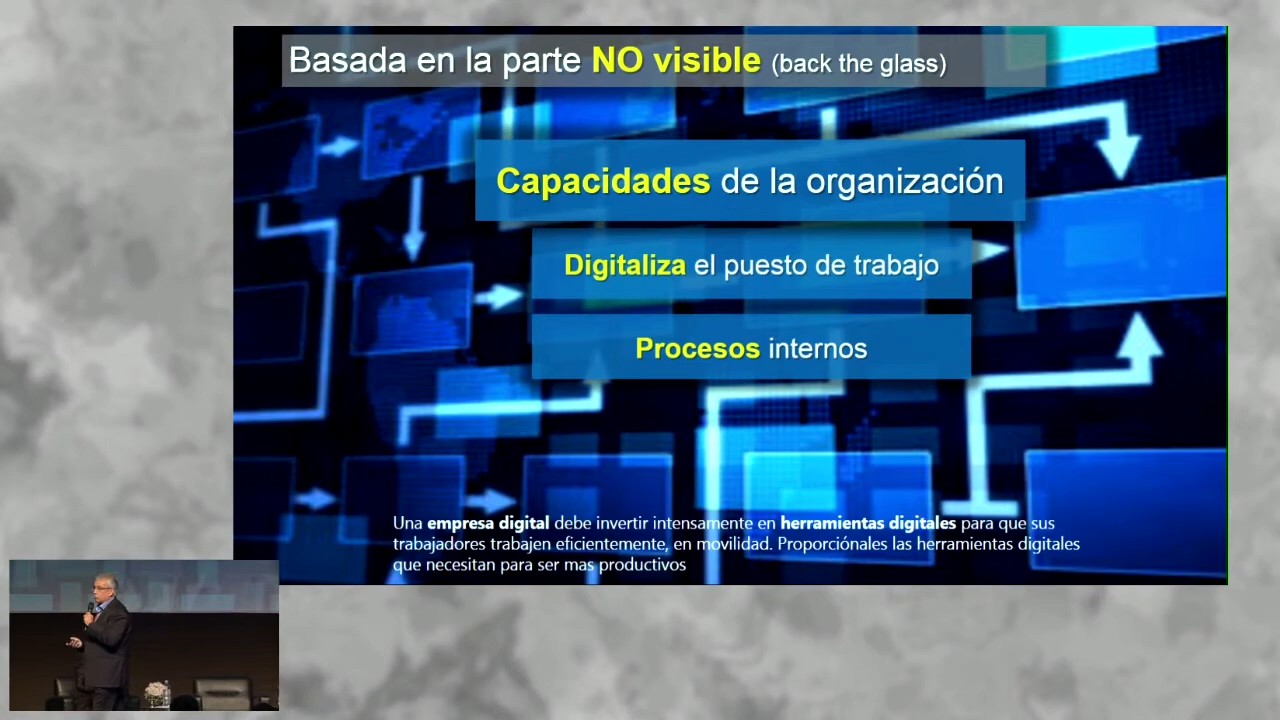 Basada en la parte NO visible (back the glass)
Capacidades de la organización
Digitaliza el puesto de trabajo
Procesos internos
Una empresa digital debe invertir intensamente en herramientas digitales para que sus
trabajadores trabajen eficientemente, en movilidad. Proporciónales las herramientas digitales
que necesitan para ser mas productivos